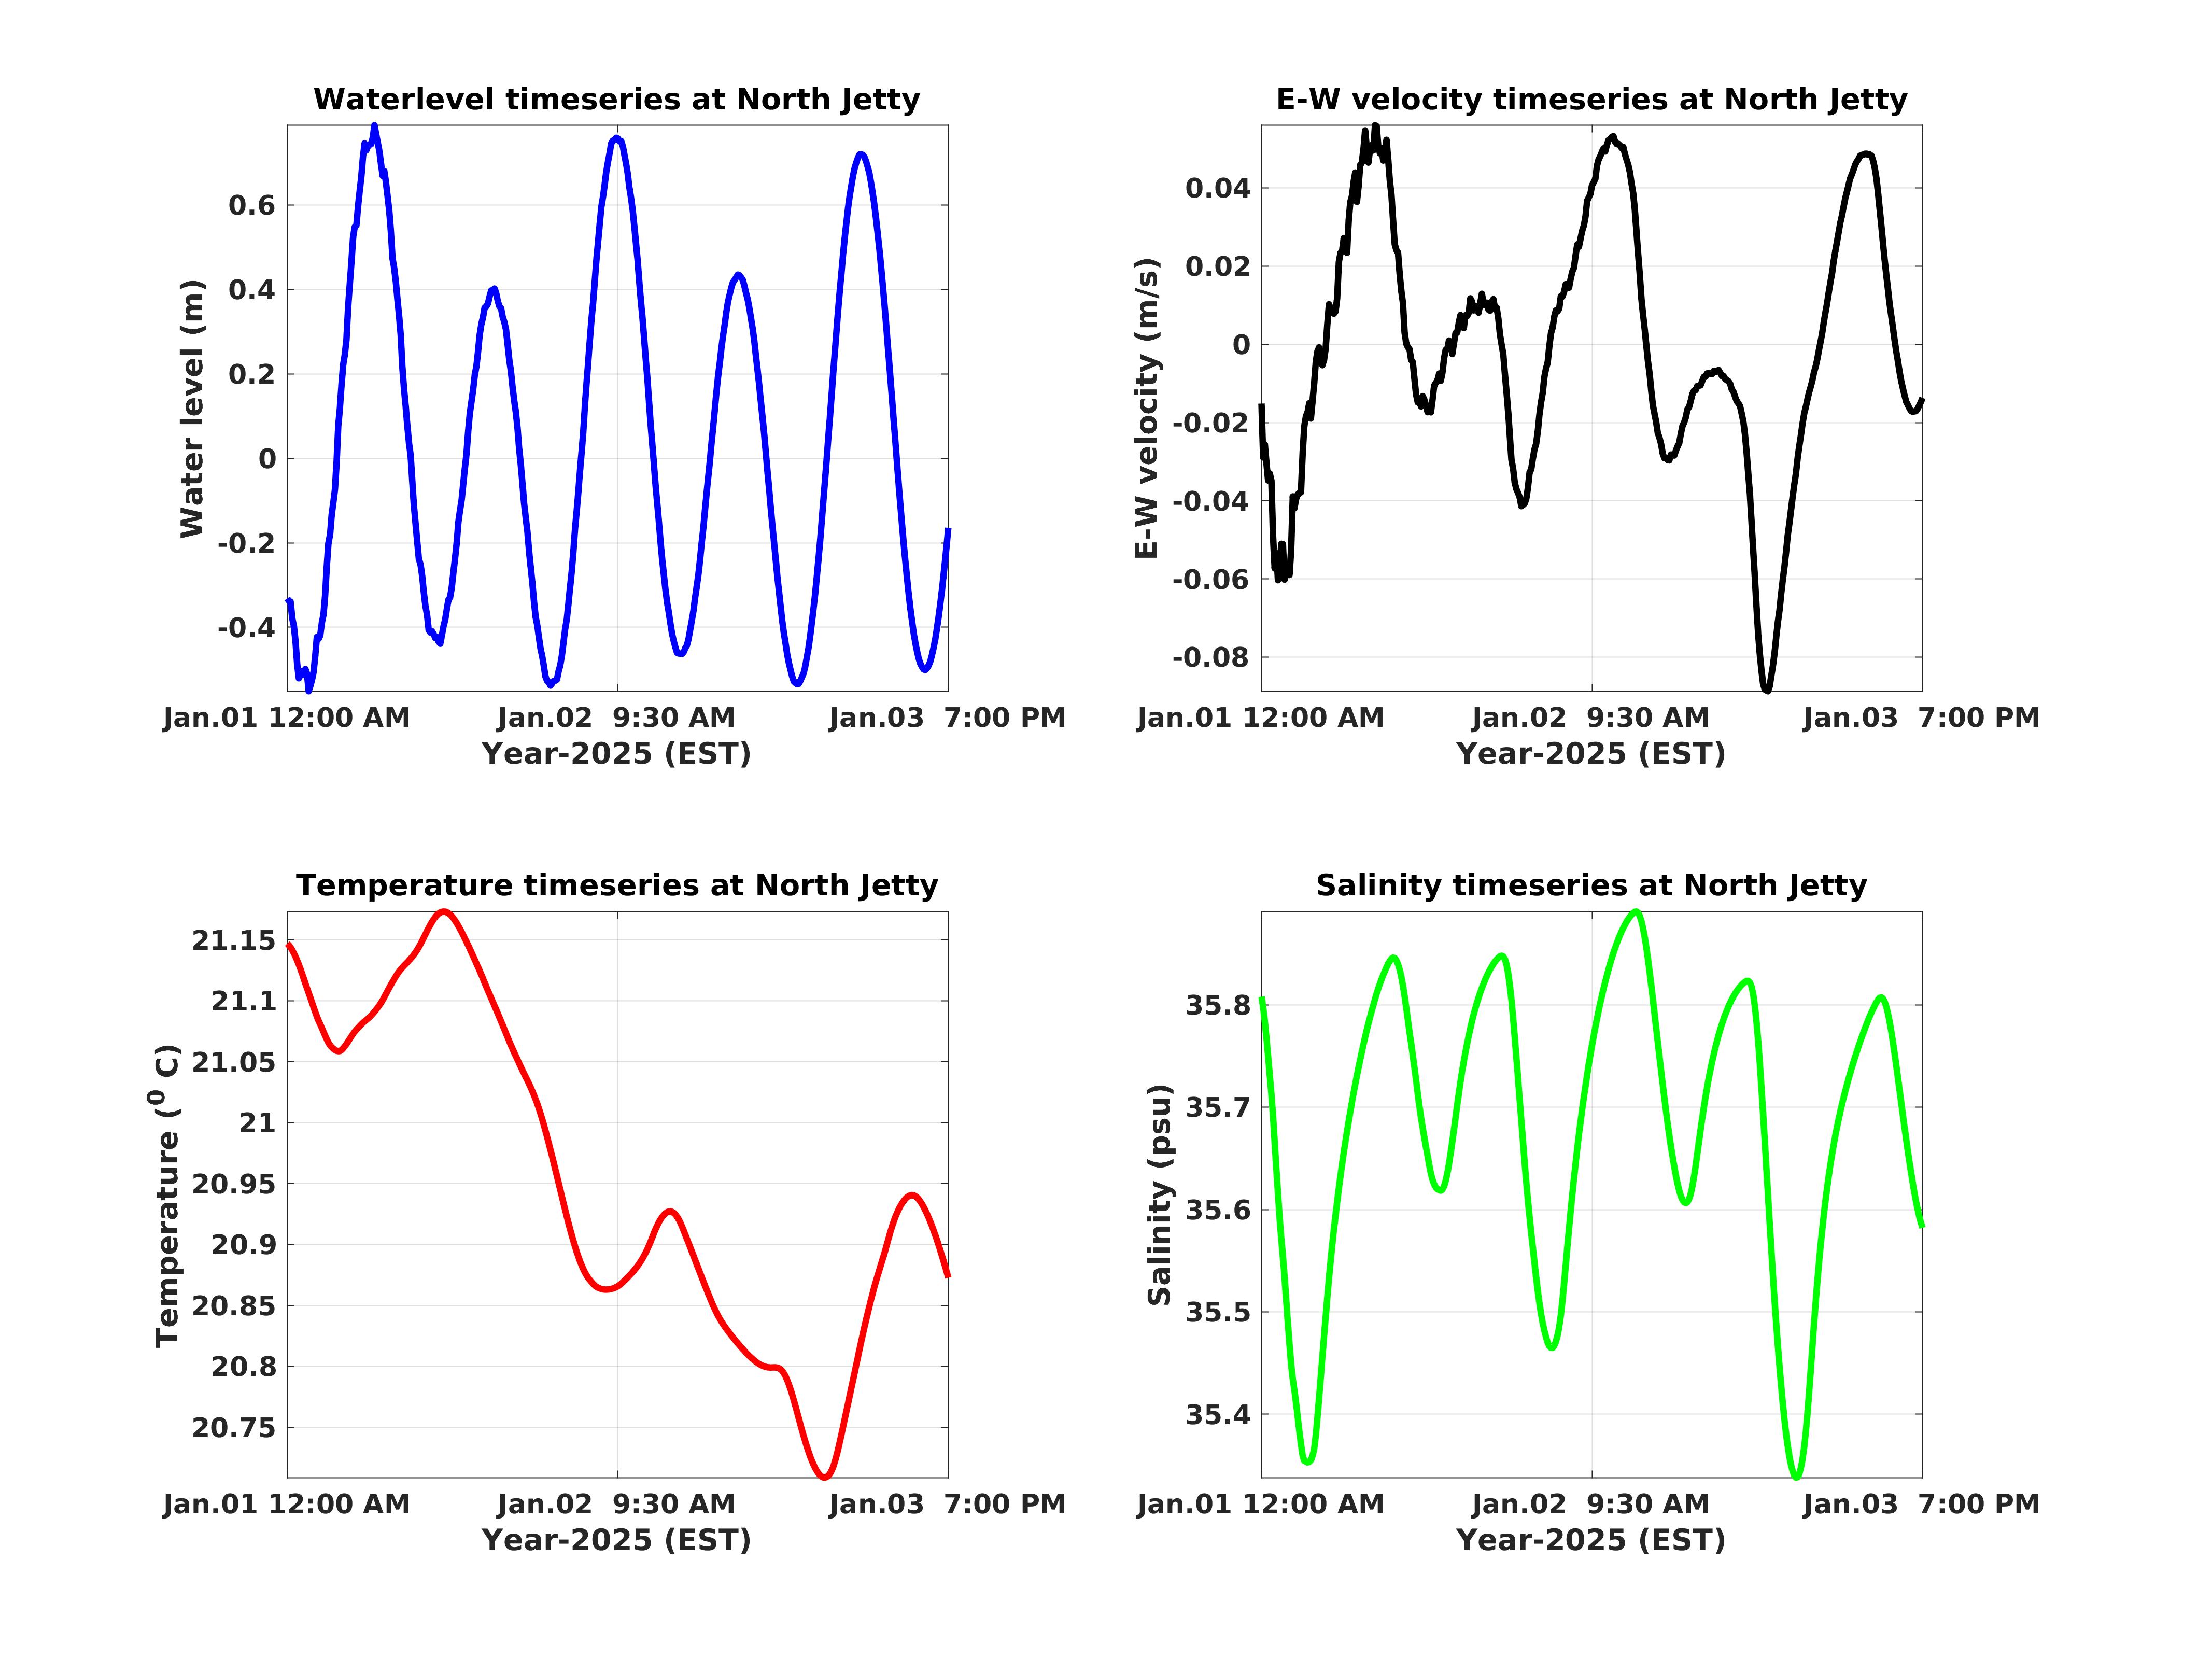 Waterlevel timeseries at North Jetty
Water level (m)
0.6
0.4
0.2
0
-0.2
-0.4
Jan.01 12:00 AM Jan.02  9:30 AM Jan.03  7:00 PM
Year-2025 (EST)
E-W velocity timeseries at North Jetty
E-W velocity (m/s)
0.04
0.02
0
-0.02
-0.04
-0.06
-0.08
Jan.01 12:00 AM Jan.02  9:30 AM Jan.03  7:00 PM
Year-2025 (EST)
Temperature timeseries at North Jetty
Temperature (⁰ C)
21.15
21.1
21.05
21
20.95
20.9
20.85
20.8
20.75
Jan.01 12:00 AM Jan.02  9:30 AM Jan.03  7:00 PM
Year-2025 (EST)
Salinity timeseries at North Jetty
Salinity (psu)
35.8
35.7
35.6
35.5
35.4
Jan.01 12:00 AM Jan.02  9:30 AM Jan.03  7:00 PM
Year-2025 (EST)